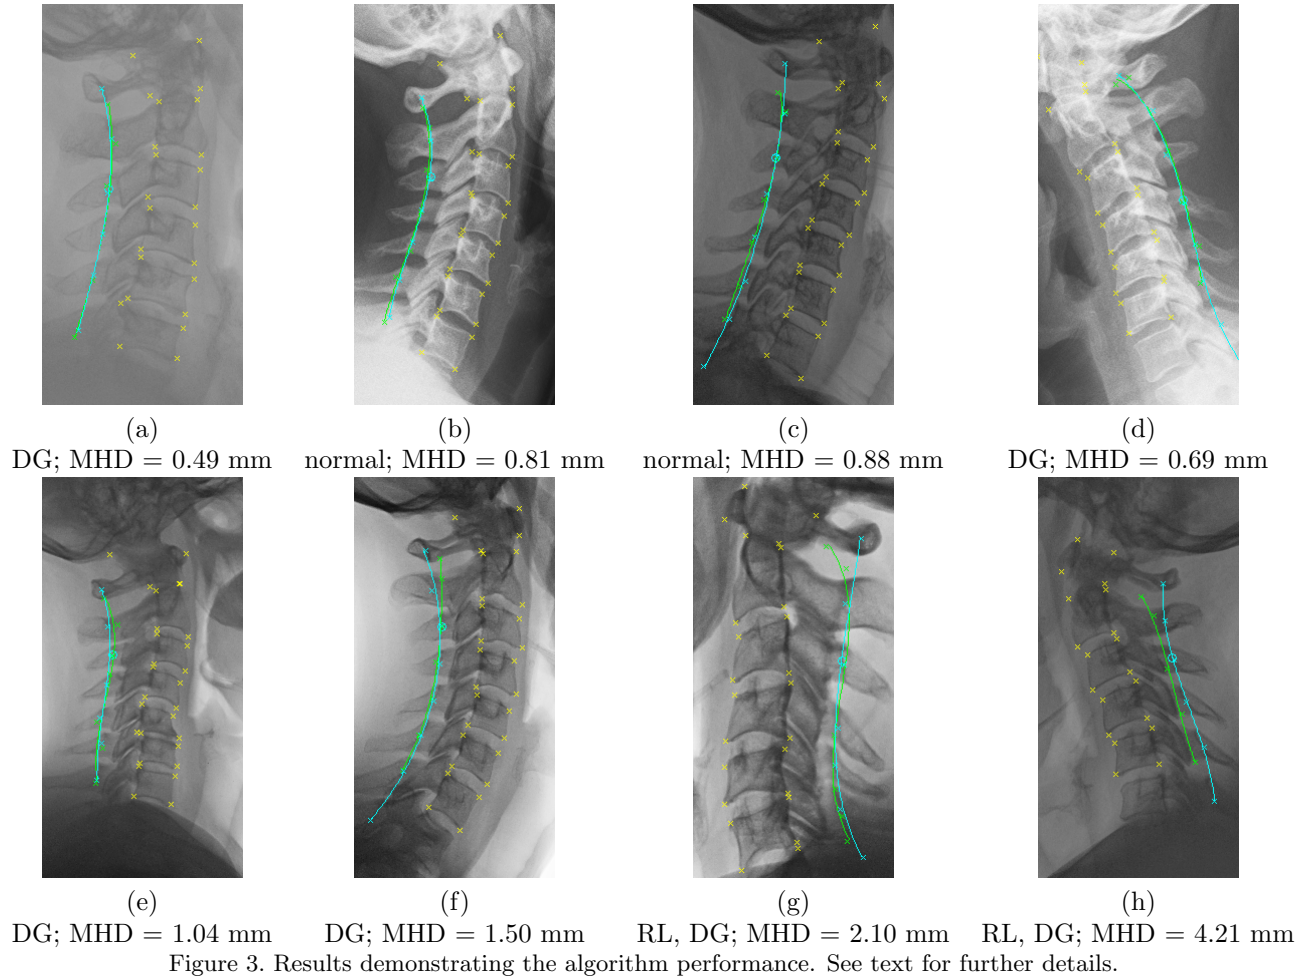 (a) (b) (c) (d)
DG; MHD = 0.49 mm normal; MHD = 0.81 mm normal; MHD = 0.88 mm DG; MHD = 0.69 mm
(e) (f) (g) (h)
DG; MHD = 1.04 mm DG; MHD = 1.50 mm RL, DG; MHD = 2.10 mm RL, DG; MHD = 4.21 mm
Figure 3. Results demonstrating the algorithm performance. See text for further details.